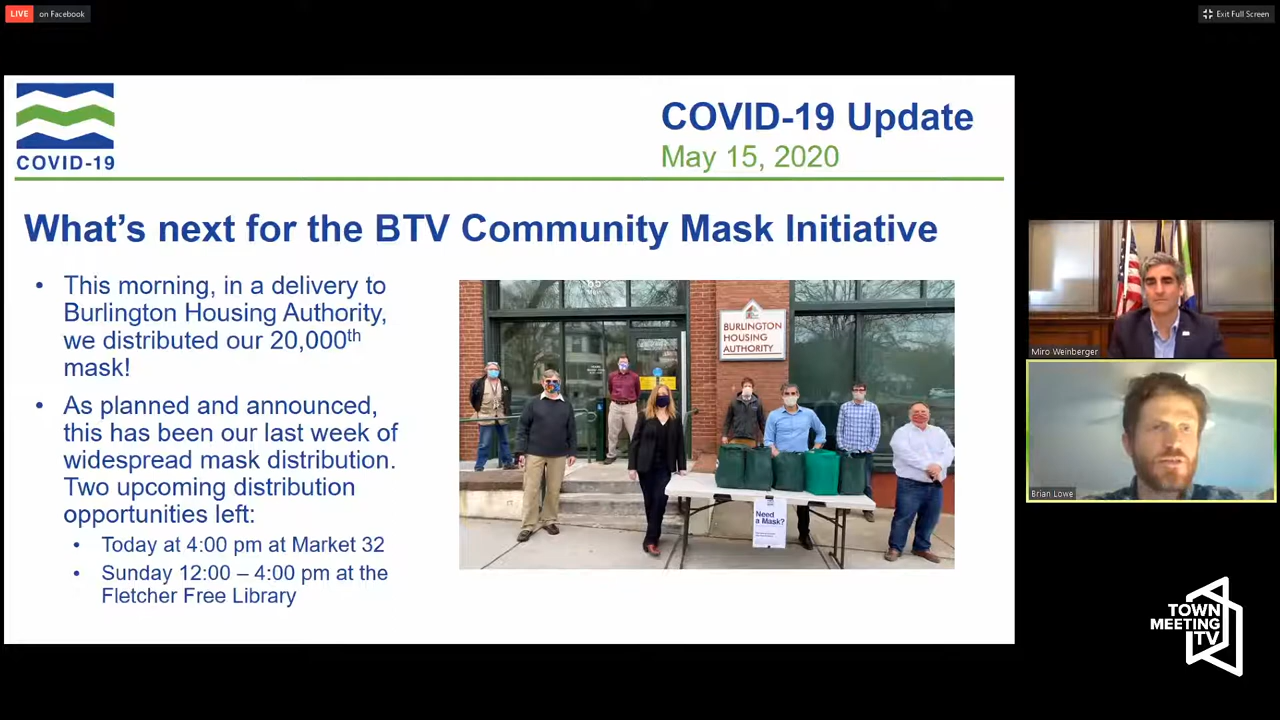 LIVE on Facebook
Exit Full Screen
COVID-19
COVID-19 Update
May 15, 2020
What's next for the BTV Community Mask Initiative
• This morning, in a delivery to
Burlington Housing Authority,
we distributed our 20,000th
mask!
• As planned and announced,
this has been our last week of
widespread mask distribution.
Two upcoming distribution
opportunities left:
• Today at 4:00 pm at Market 32
• Sunday 12:00 – 4:00 pm at the
Fletcher Free Library
65
BURLINGTON
HOUSING
AUTHORITY
Need
a Mask?
Miro Weinberger
Brian Lowe
TOWN
MEETING
TV